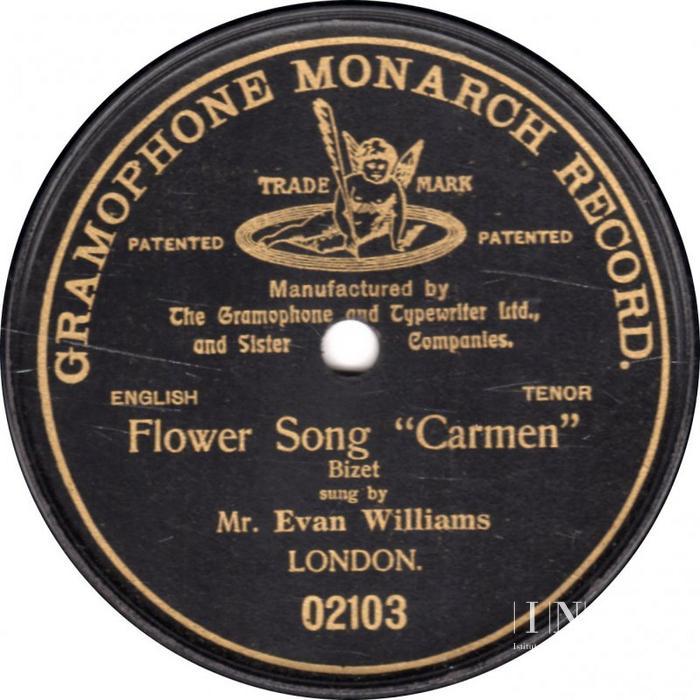 GRAMOPHONE MONARCH RECORD.
TRADE MARK
PATENTED PATENTED
Manufactured by
The Gramophone and Typewriter Ltd.,
and Sister Companies.
ENGLISH TENOR
Flower Song “Carmen”
Bizet
sung by
Mr. Evan Williams
LONDON.
02103
|I|N|